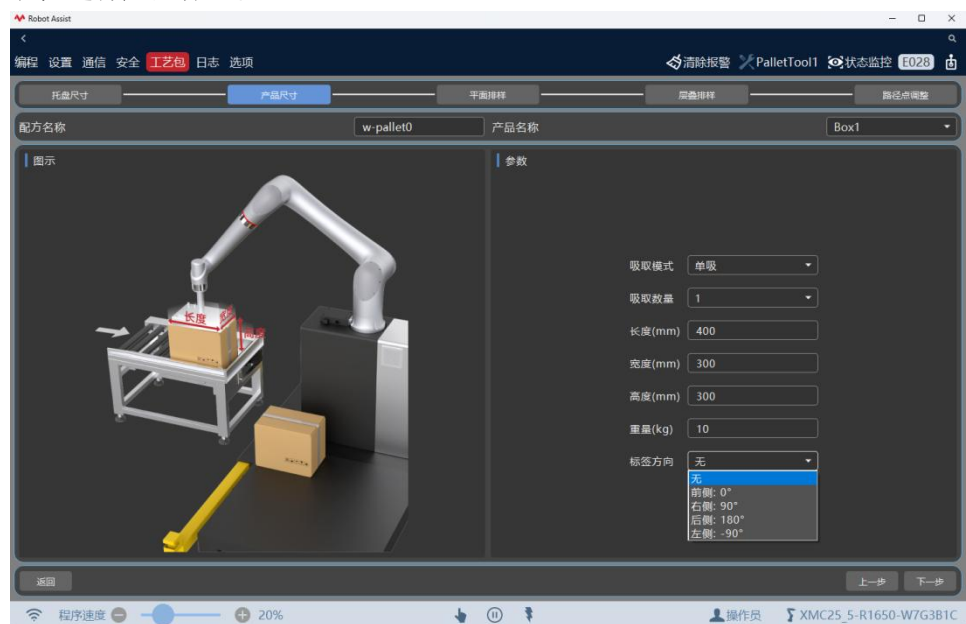 Robot Assist
编程 设置 通信 安全 工艺包 日志 选项 清除报警 PalletTool1 状态监控 E028
托盘尺寸 产品尺寸 平面排样 层叠排样 路径点调整
配方名称 w-pallet0 产品名称 Box1
图示
参数
长度
高度
吸取模式 单吸
吸取数量 1
长度(mm) 400
宽度(mm) 300
高度(mm) 300
重量(kg) 10
标签方向 无
无
前侧: 0°
右侧: 90°
后侧: 180°
左侧: -90°
返回 上一步 下一步
程序速度 20% 操作员 XMC25_5-R1650-W7G3B1C